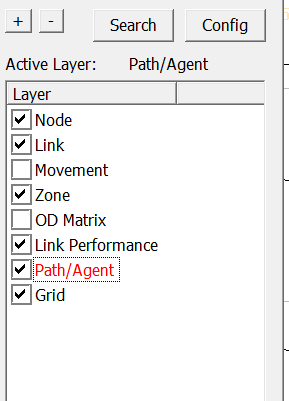 + - Search Config
Active Layer: Path/Agent
Layer
Node
Link
Movement
Zone
OD Matrix
Link Performance
Path/Agent
Grid